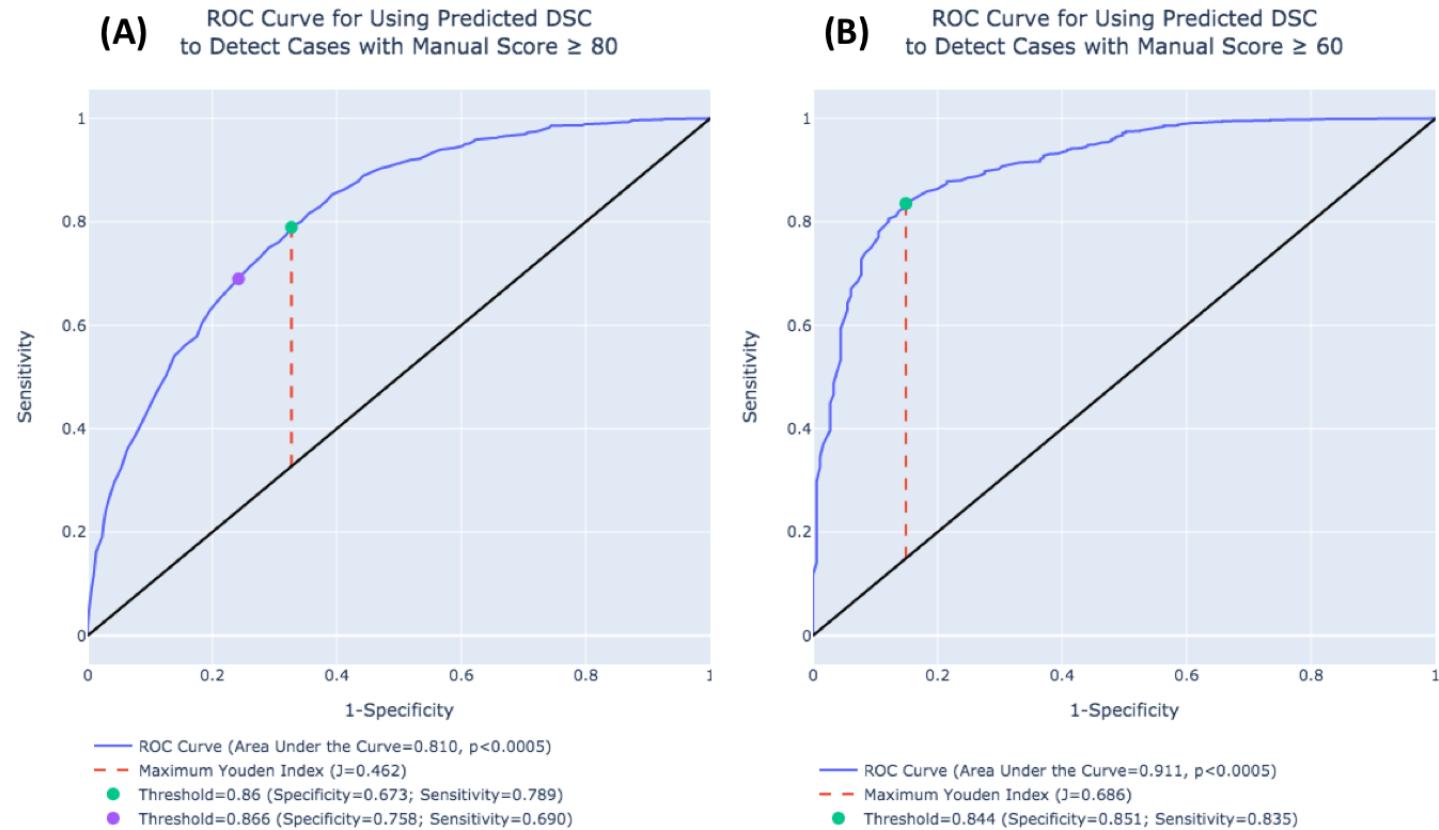 (A)
ROC Curve for Using Predicted DSC
to Detect Cases with Manual Score ≥ 80
1
0.8
0.6
0.4
0.2
0
Sensitivity
0 0.2 0.4 0.6 0.8 1
1-Specificity
ROC Curve (Area Under the Curve=0.810, p<0.0005)
Maximum Youden Index (J=0.462)
Threshold=0.86 (Specificity=0.673; Sensitivity=0.789)
Threshold=0.866 (Specificity=0.758; Sensitivity=0.690)
(B)
ROC Curve for Using Predicted DSC
to Detect Cases with Manual Score ≥ 60
1
0.8
0.6
0.4
0.2
0
Sensitivity
0 0.2 0.4 0.6 0.8 1
1-Specificity
ROC Curve (Area Under the Curve=0.911, p<0.0005)
Maximum Youden Index (J=0.686)
Threshold=0.844 (Specificity=0.851; Sensitivity=0.835)